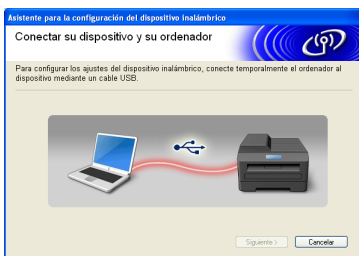 Asistente para la configuración del dispositivo inalámbrico
Conectar su dispositivo y su ordenador
Para configurar los ajustes del dispositivo inalámbrico, conecte temporalmente el ordenador al
dispositivo mediante un cable USB.
Siguiente >
Cancelar